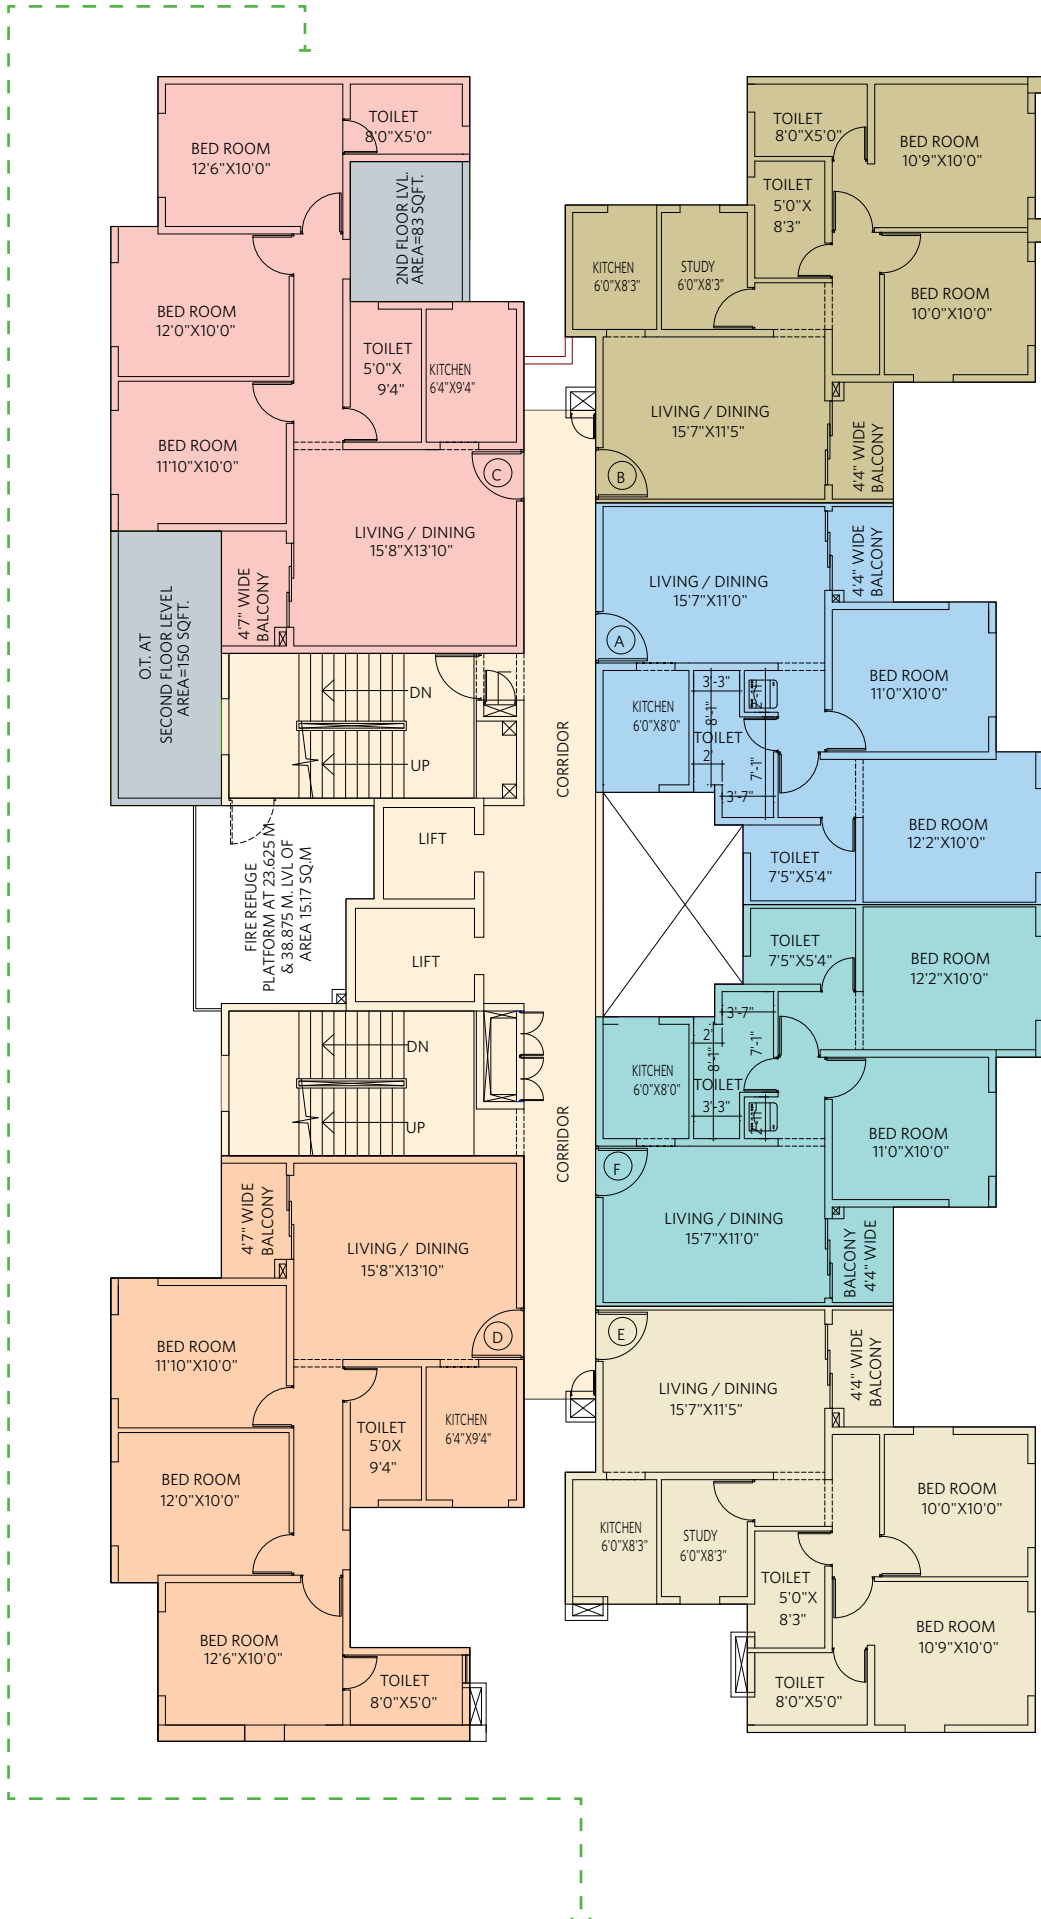 TOILET
8'0"X5'0"
BED ROOM
12'6"X10'0"
2ND FLOOR LVL.
AREA=83 SQFT.
BED ROOM
12'0"X10'0"
TOILET
5'0"X
9'4"
KITCHEN
6'4"X9'4"
BED ROOM
11'10"X10'0"
C
LIVING / DINING
15'8"X13'10"
4'7" WIDE
BALCONY
O.T. AT
SECOND FLOOR LEVEL
AREA=150 SQFT.
DN
UP
LIFT
FIRE REFUGE
PLATFORM AT 23.625 M
& 38.875 M. LVL OF
AREA 15.17 SQ.M
LIFT
DN
UP
CORRIDOR
CORRIDOR
TOILET
8'0"X5'0"
BED ROOM
10'9"X10'0"
TOILET
5'0"X
8'3"
KITCHEN
6'0"X8'3"
STUDY
6'0"X8'3"
BED ROOM
10'0"X10'0"
LIVING / DINING
15'7"X11'5"
B
4'4" WIDE
BALCONY
LIVING / DINING
15'7"X11'0"
4'4" WIDE
BALCONY
A
BED ROOM
11'0"X10'0"
KITCHEN
6'0"X8'0"
3'-3"
2'-11"
8'-1"
TOILET
2'
7'-1"
3'-7"
BED ROOM
12'2"X10'0"
TOILET
7'5"X5'4"
TOILET
7'5"X5'4"
BED ROOM
12'2"X10'0"
3'-7"
2'
7'-1"
8'-1"
KITCHEN
6'0"X8'0"
TOILET
3'-3"
2'-11"
BED ROOM
11'0"X10'0"
F
LIVING / DINING
15'7"X11'0"
BALCONY
4'4" WIDE
4'7" WIDE
BALCONY
LIVING / DINING
15'8"X13'10"
D
BED ROOM
11'10"X10'0"
TOILET
5'0X
9'4"
KITCHEN
6'4"X9'4"
BED ROOM
12'0"X10'0"
BED ROOM
12'6"X10'0"
TOILET
8'0"X5'0"
E
4'4" WIDE
BALCONY
LIVING / DINING
15'7"X11'5"
BED ROOM
10'0"X10'0"
KITCHEN
6'0"X8'3"
STUDY
6'0"X8'3"
TOILET
5'0"X
8'3"
BED ROOM
10'9"X10'0"
TOILET
8'0"X5'0"